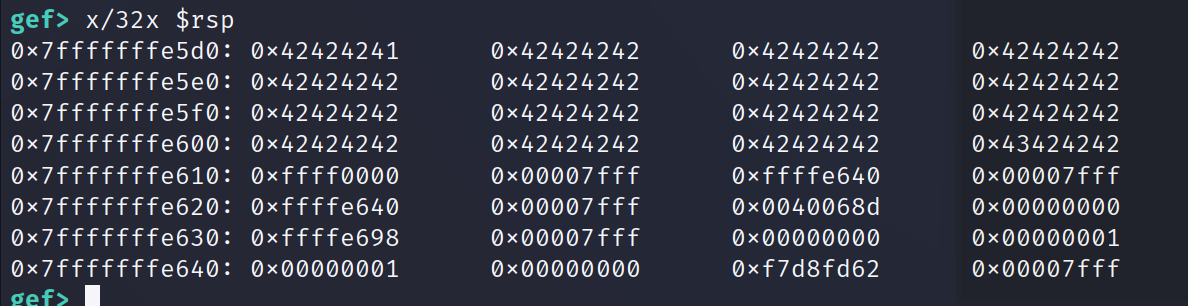 gef> x/32x $rsp
0x7fffffffe5d0: 0x42424241 0x42424242 0x42424242 0x42424242
0x7fffffffe5e0: 0x42424242 0x42424242 0x42424242 0x42424242
0x7fffffffe5f0: 0x42424242 0x42424242 0x42424242 0x42424242
0x7fffffffe600: 0x42424242 0x42424242 0x42424242 0x43424242
0x7fffffffe610: 0xffff0000 0x00007fff 0xffffe640 0x00007fff
0x7fffffffe620: 0xffffe640 0x00007fff 0x0040068d 0x00000000
0x7fffffffe630: 0xffffe698 0x00007fff 0x00000000 0x00000001
0x7fffffffe640: 0x00000001 0x00000000 0xf7d8fd62 0x00007fff
gef>